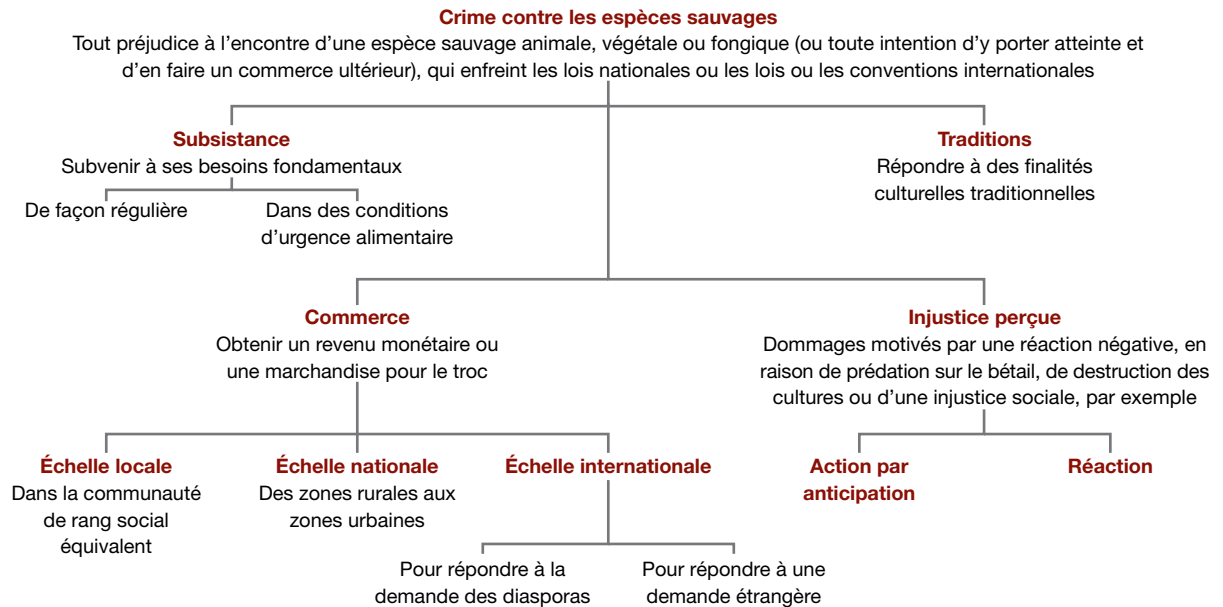 Crime contre les espèces sauvages
Tout préjudice à l’encontre d’une espèce sauvage animale, végétale ou fongique (ou toute intention d’y porter atteinte et
d’en faire un commerce ultérieur), qui enfreint les lois nationales ou les lois ou les conventions internationales
Subsistance
Subvenir à ses besoins fondamentaux
De façon régulière
Dans des conditions
d’urgence alimentaire
Traditions
Répondre à des finalités
culturelles traditionnelles
Commerce
Obtenir un revenu monétaire ou
une marchandise pour le troc
Échelle locale
Dans la communauté
de rang social
équivalent
Échelle nationale
Des zones rurales aux
zones urbaines
Échelle internationale
Pour répondre à la
demande des diasporas
Pour répondre à une
demande étrangère
Injustice perçue
Dommages motivés par une réaction négative, en
raison de prédation sur le bétail, de destruction des
cultures ou d’une injustice sociale, par exemple
Action par
anticipation
Réaction